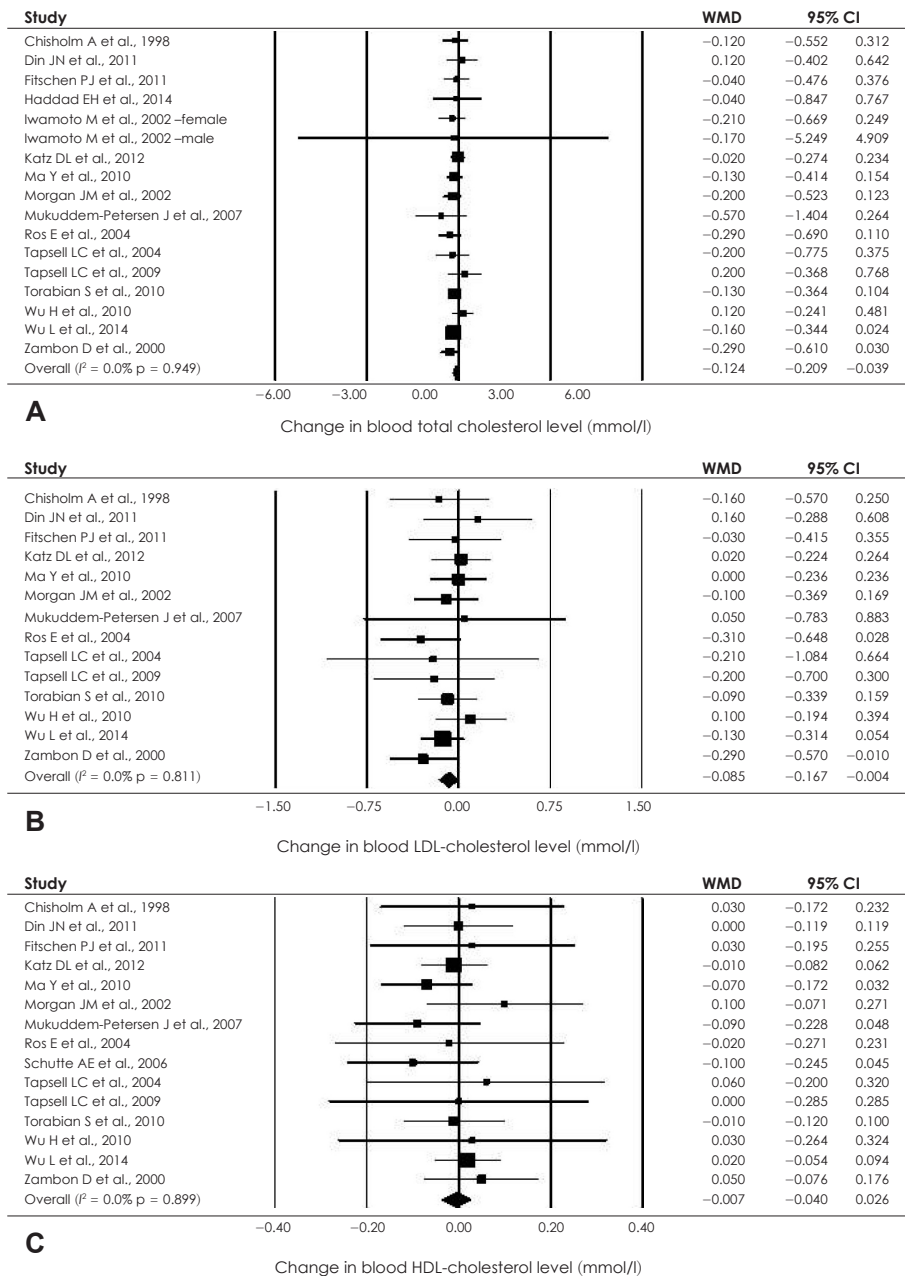 Study WMD 95% CI
Chisholm A et al., 1998 −0.120 −0.552 0.312
Din JN et al., 2011 0.120 −0.402 0.642
Fitschen PJ et al., 2011 −0.040 −0.476 0.376
Haddad EH et al., 2014 −0.040 −0.847 0.767
Iwamoto M et al., 2002 –female −0.210 −0.669 0.249
Iwamoto M et al., 2002 –male −0.170 −5.249 4.909
Katz DL et al., 2012 −0.020 −0.274 0.234
Ma Y et al., 2010 −0.130 −0.414 0.154
Morgan JM et al., 2002 −0.200 −0.523 0.123
Mukuddem-Petersen J et al., 2007 −0.570 −1.404 0.264
Ros E et al., 2004 −0.290 −0.690 0.110
Tapsell LC et al., 2004 −0.200 −0.775 0.375
Tapsell LC et al., 2009 0.200 −0.368 0.768
Torabian S et al., 2010 −0.130 −0.364 0.104
Wu H et al., 2010 0.120 −0.241 0.481
Wu L et al., 2014 −0.160 −0.344 0.024
Zambon D et al., 2000 −0.290 −0.610 0.030
Overall (I² = 0.0% p = 0.949) −0.124 −0.209 −0.039
−6.00 −3.00 0.00 3.00 6.00
A
Change in blood total cholesterol level (mmol/l)
Study WMD 95% CI
Chisholm A et al., 1998 −0.160 −0.570 0.250
Din JN et al., 2011 0.160 −0.288 0.608
Fitschen PJ et al., 2011 −0.030 −0.415 0.355
Katz DL et al., 2012 0.020 −0.224 0.264
Ma Y et al., 2010 0.000 −0.236 0.236
Morgan JM et al., 2002 −0.100 −0.369 0.169
Mukuddem-Petersen J et al., 2007 0.050 −0.783 0.883
Ros E et al., 2004 −0.310 −0.648 0.028
Tapsell LC et al., 2004 −0.210 −1.084 0.664
Tapsell LC et al., 2009 −0.200 −0.700 0.300
Torabian S et al., 2010 −0.090 −0.339 0.159
Wu H et al., 2010 0.100 −0.194 0.394
Wu L et al., 2014 −0.130 −0.314 0.054
Zambon D et al., 2000 −0.290 −0.570 −0.010
Overall (I² = 0.0% p = 0.811) −0.085 −0.167 −0.004
−1.50 −0.75 0.00 0.75 1.50
B
Change in blood LDL-cholesterol level (mmol/l)
Study WMD 95% CI
Chisholm A et al., 1998 0.030 −0.172 0.232
Din JN et al., 2011 0.000 −0.119 0.119
Fitschen PJ et al., 2011 0.030 −0.195 0.255
Katz DL et al., 2012 −0.010 −0.082 0.062
Ma Y et al., 2010 −0.070 −0.172 0.032
Morgan JM et al., 2002 0.100 −0.071 0.271
Mukuddem-Petersen J et al., 2007 −0.090 −0.228 0.048
Ros E et al., 2004 −0.020 −0.271 0.231
Schutte AE et al., 2006 −0.100 −0.245 0.045
Tapsell LC et al., 2004 0.060 −0.200 0.320
Tapsell LC et al., 2009 0.000 −0.285 0.285
Torabian S et al., 2010 −0.010 −0.120 0.100
Wu H et al., 2010 0.030 −0.264 0.324
Wu L et al., 2014 0.020 −0.054 0.094
Zambon D et al., 2000 0.050 −0.076 0.176
Overall (I² = 0.0% p = 0.899) −0.007 −0.040 0.026
−0.40 −0.20 0.00 0.20 0.40
C
Change in blood HDL-cholesterol level (mmol/l)